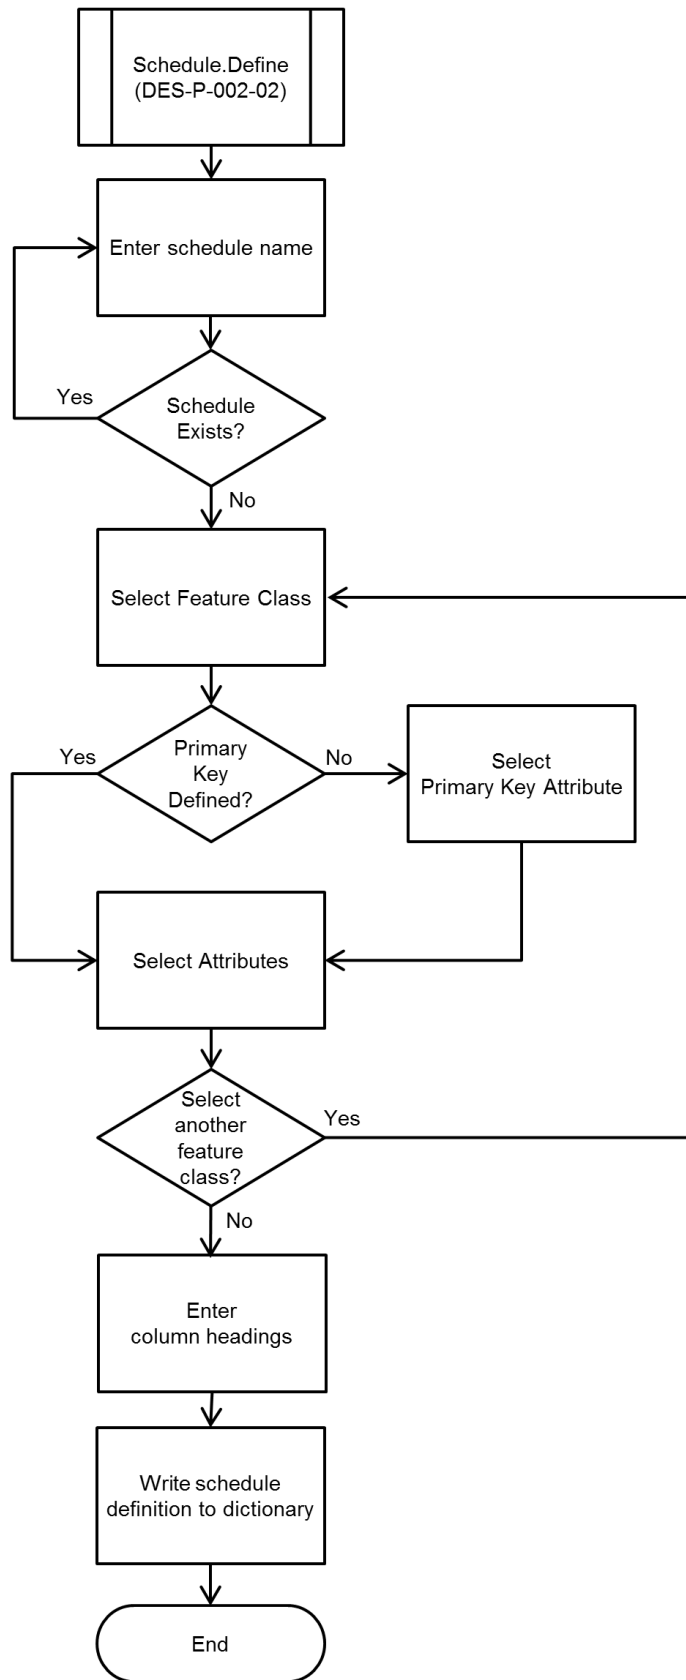 Schedule.Define
(DES-P-002-02)
Enter schedule name
Yes
Schedule
Exists?
No
Select Feature Class
Yes
Primary
Key
Defined?
No
Select
Primary Key Attribute
Select Attributes
Select
another
feature
class?
Yes
No
Enter
column headings
Write schedule
definition to dictionary
End